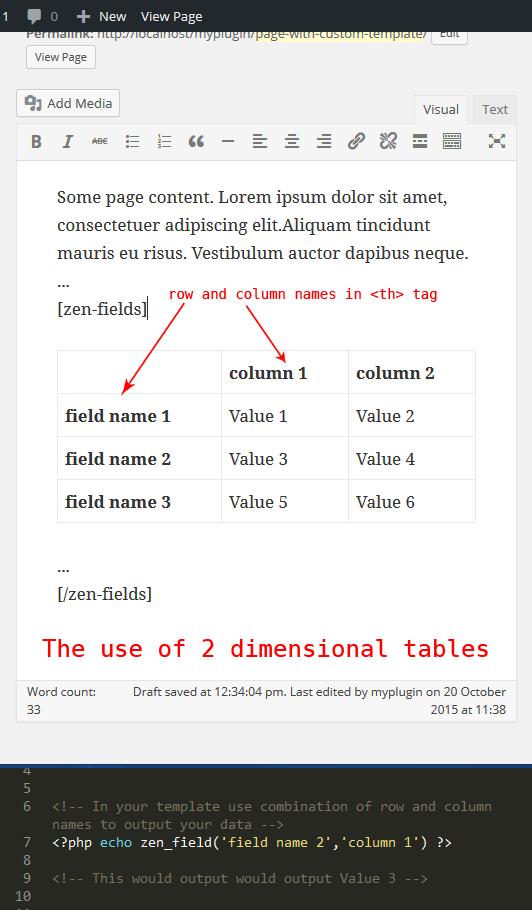 1 0 New View Page
Permalink: http://localhost/myplugin/page-with-custom-template/ Edit
View Page
Add Media
Visual Text
B I ABC
Some page content. Lorem ipsum dolor sit amet,
consectetuer adipiscing elit.Aliquam tincidunt
mauris eu risus. Vestibulum auctor dapibus neque.
...
row and column names in <th> tag
[zen-fields]
column 1 column 2
field name 1 Value 1 Value 2
field name 2 Value 3 Value 4
field name 3 Value 5 Value 6
...
[/zen-fields]
The use of 2 dimensional tables
Word count: Draft saved at 12:34:04 pm. Last edited by myplugin on 20 October
33 2015 at 11:38
4
5
6 <!-- In your template use combination of row and column
names to output your data -->
7 <?php echo zen_field('field name 2','column 1') ?>
8
9 <!-- This would output would output Value 3 -->
10